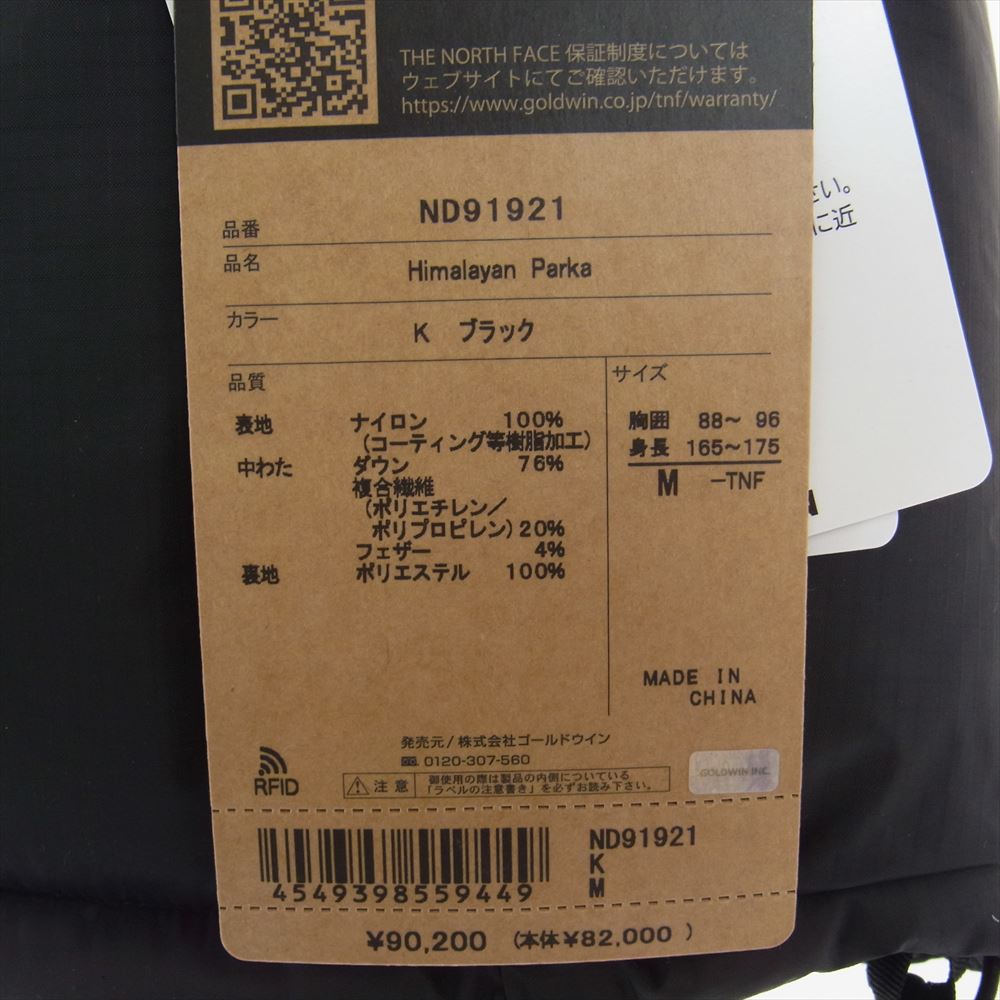 THE NORTH FACE 保証制度については
ウェブサイトにてご確認いただけます。
https://www.goldwin.co.jp/tnf/warranty/
さい。
に近
品番 ND91921
品名 Himalayan Parka
カラー K ブラック
品質
表地 ナイロン 100%
(コーティング等樹脂加工)
中わた ダウン 76%
複合繊維
(ポリエチレン/
ポリプロピレン)20%
フェザー 4%
裏地 ポリエステル 100%
サイズ
胸囲 88~ 96
身長 165~175
M -TNF
MADE IN
CHINA
発売元/株式会社ゴールドウイン
0120-307-560
RFID
注意 御使用の際は製品の内側についている
「ラベルの注意書き」を必ずお読み下さい。
GOLDWIN INC.
4549398559449
ND91921
K
M
¥90,200 (本体¥82,000 )